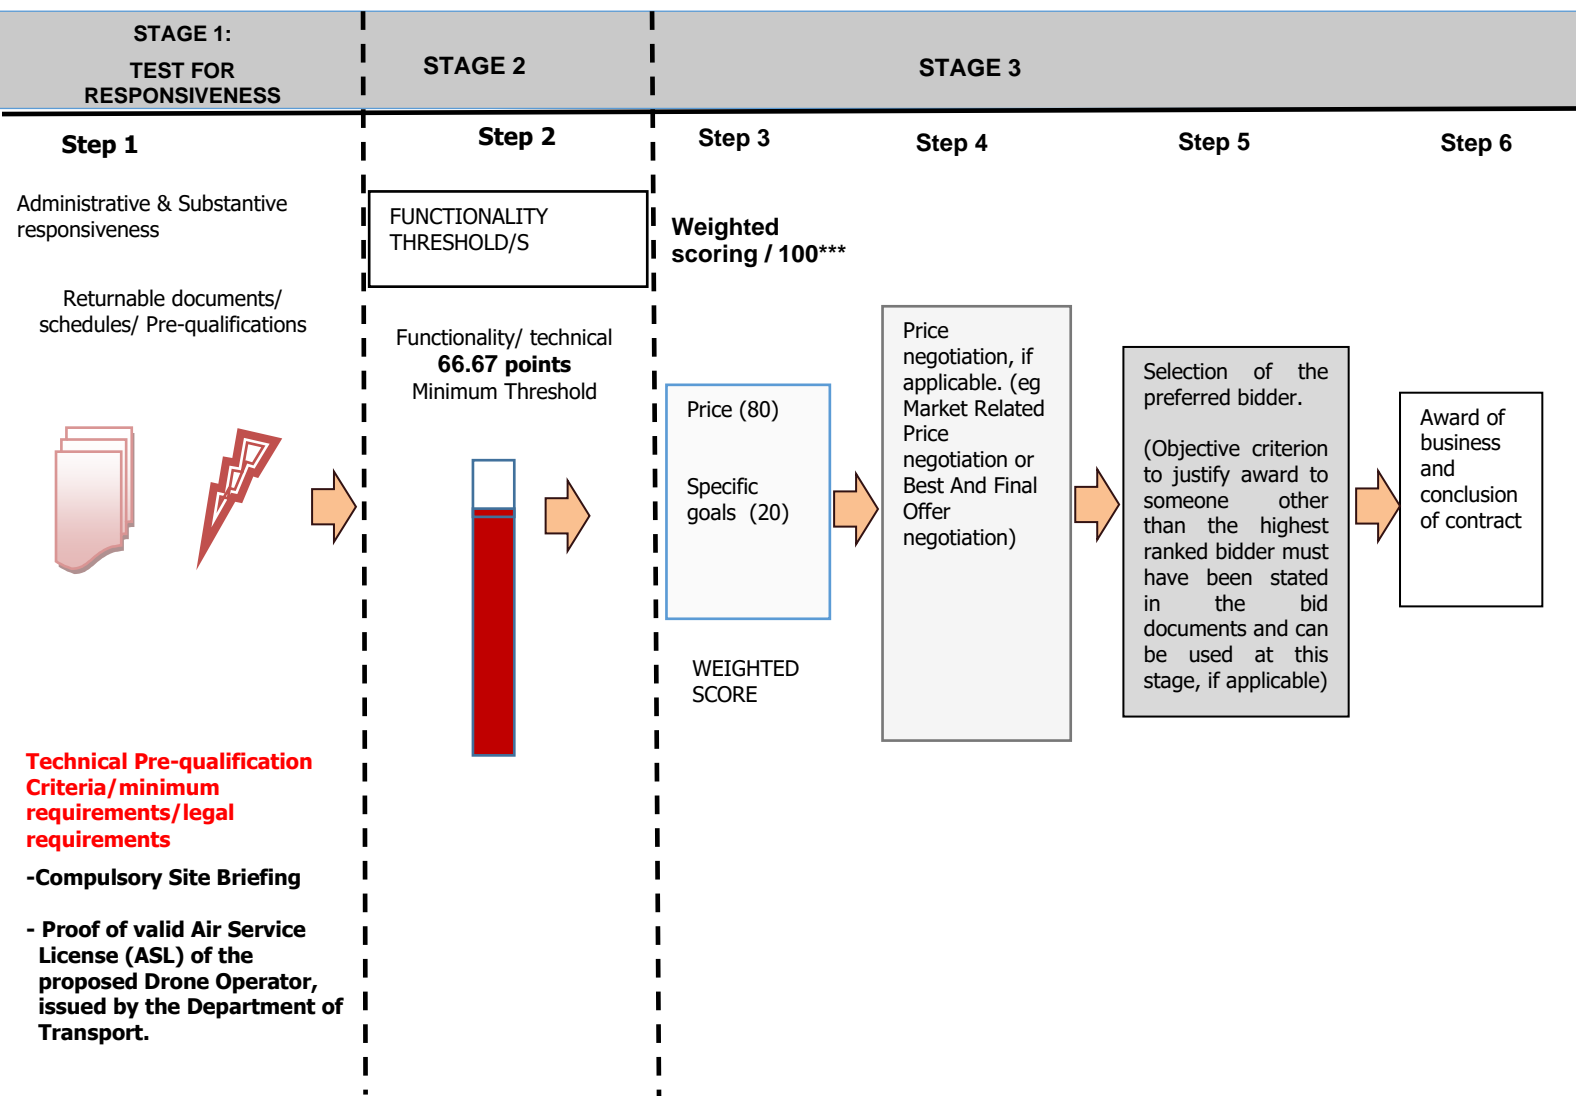 STAGE 1:
TEST FOR
RESPONSIVENESS
STAGE 2
STAGE 3
Step 1
Administrative & Substantive
responsiveness
Returnable documents/
schedules/ Pre-qualifications
Technical Pre-qualification
Criteria/minimum
requirements/legal
requirements
-Compulsory Site Briefing
- Proof of valid Air Service
License (ASL) of the
proposed Drone Operator,
issued by the Department of
Transport.
Step 2
FUNCTIONALITY
THRESHOLD/S
Functionality/ technical
66.67 points
Minimum Threshold
Step 3
Weighted
scoring / 100***
Price (80)
Specific
goals (20)
WEIGHTED
SCORE
Step 4
Price
negotiation, if
applicable. (eg
Market Related
Price
negotiation or
Best And Final
Offer
negotiation)
Step 5
Selection of the
preferred bidder.
(Objective criterion
to justify award to
someone other
than the highest
ranked bidder must
have been stated
in the bid
documents and can
be used at this
stage, if applicable)
Step 6
Award of
business
and
conclusion
of contract